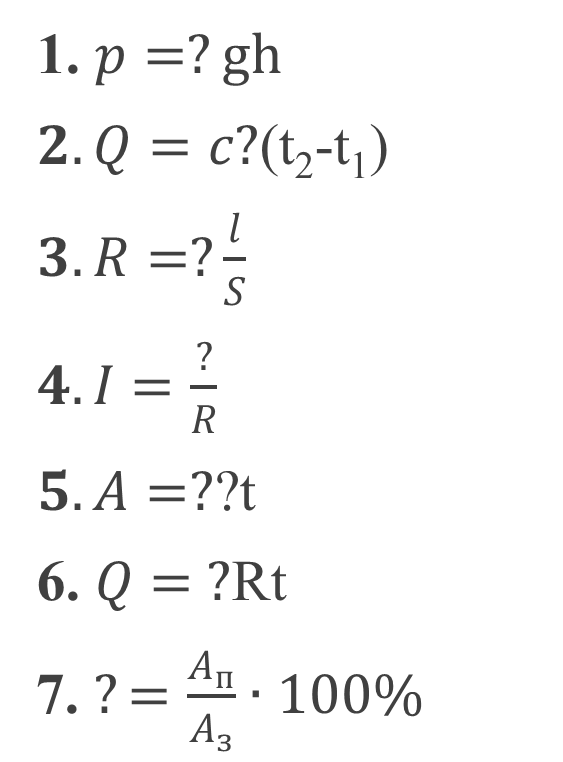 1. p =? gh
2. Q = c?(t₂-t₁)
3. R =? l/S
4. I = ?/R
5. A =??t
6. Q = ?Rt
7. ? = Aп/Aз · 100%